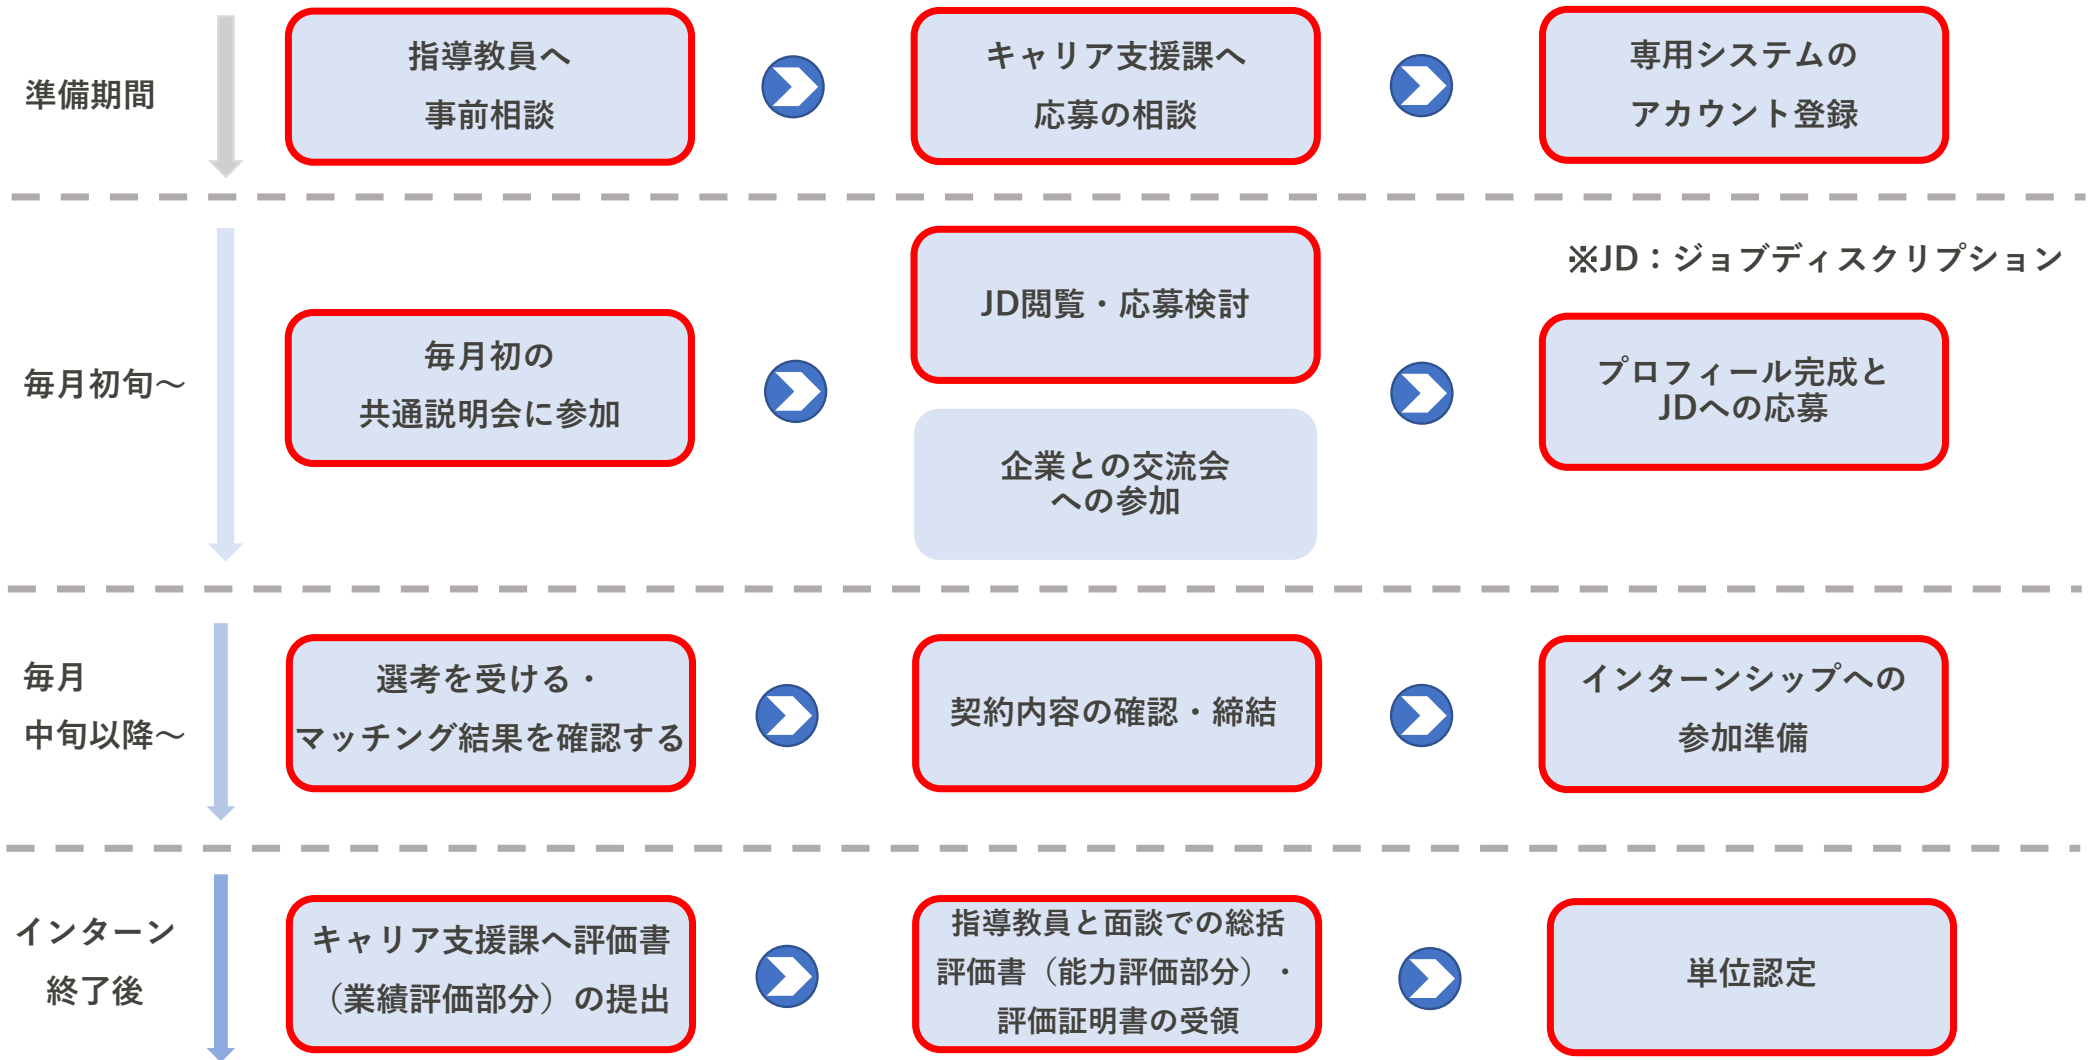 準備期間
指導教員へ
事前相談
キャリア支援課へ
応募の相談
専用システムの
アカウント登録
毎月初旬～
毎月初の
共通説明会に参加
JD閲覧・応募検討
企業との交流会
への参加
※JD：ジョブディスクリプション
プロフィール完成と
JDへの応募
毎月
中旬以降～
選考を受ける・
マッチング結果を確認する
契約内容の確認・締結
インターンシップへの
参加準備
インターン
終了後
キャリア支援課へ評価書
（業績評価部分）の提出
指導教員と面談での総括
評価書（能力評価部分）・
評価証明書の受領
単位認定